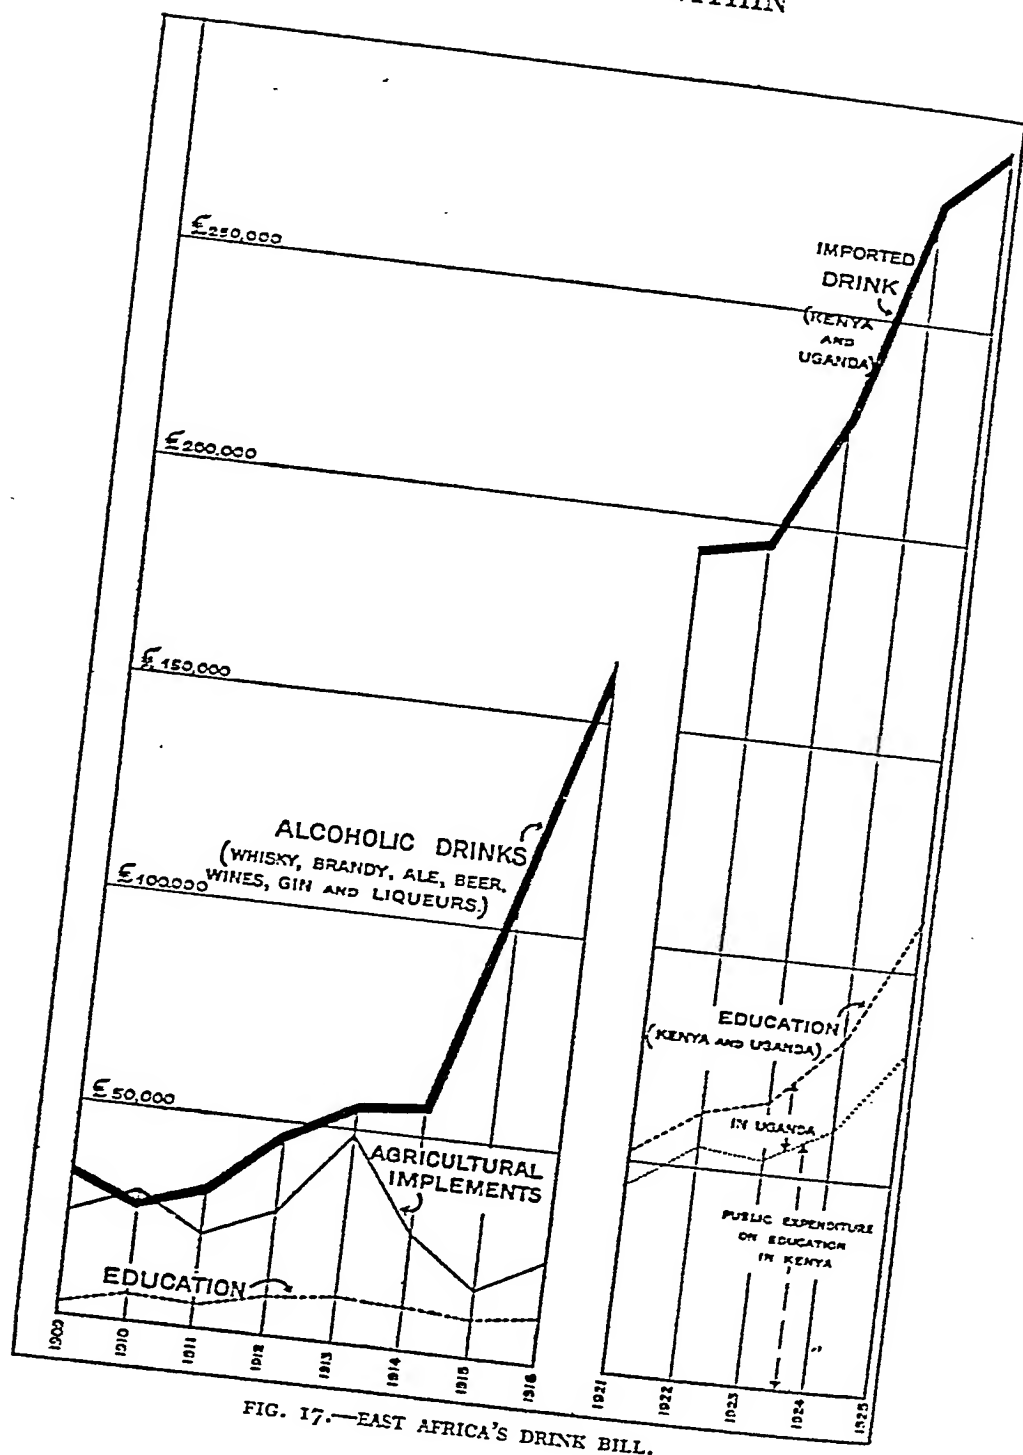 £250,000
IMPORTED
DRINK
(KENYA
AND
UGANDA)
£200,000
£150,000
ALCOHOLIC DRINKS
(WHISKY, BRANDY, ALE, BEER,
WINES, GIN AND LIQUEURS.)
£100,000
EDUCATION
(KENYA AND UGANDA)
£50,000
IN UGANDA
AGRICULTURAL
IMPLEMENTS
PUBLIC EXPENDITURE
ON EDUCATION
IN KENYA
EDUCATION
1909
1910
1911
1912
1913
1914
1915
1916
1921
1922
1923
1924
1925
FIG. 17.—EAST AFRICA'S DRINK BILL.